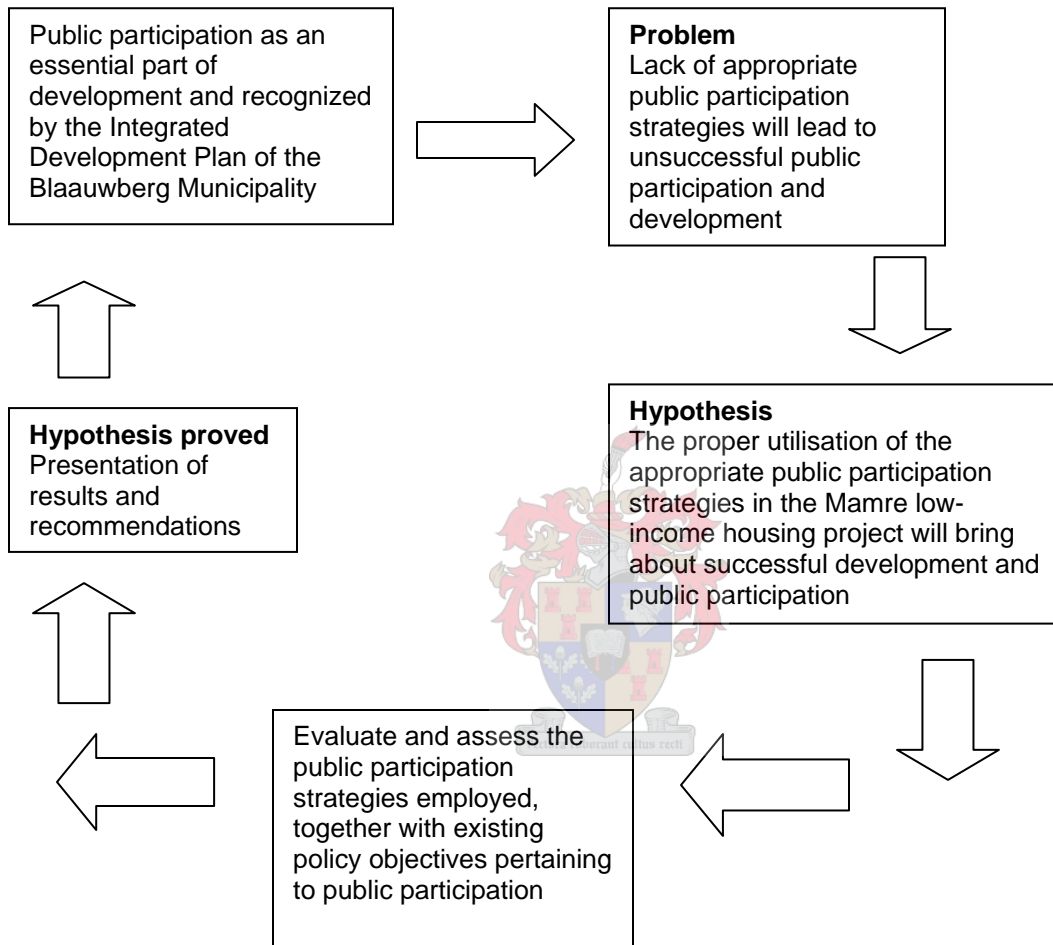 Public participation as an
essential part of
development and recognized
by the Integrated
Development Plan of the
Blaauwberg Municipality
Problem
Lack of appropriate
public participation
strategies will lead to
unsuccessful public
participation and
development
Hypothesis
The proper utilisation of the
appropriate public participation
strategies in the Mamre low-
income housing project will bring
about successful development and
public participation
Evaluate and assess the
public participation
strategies employed,
together with existing
policy objectives pertaining
to public participation
Hypothesis proved
Presentation of
results and
recommendations
cultus recti